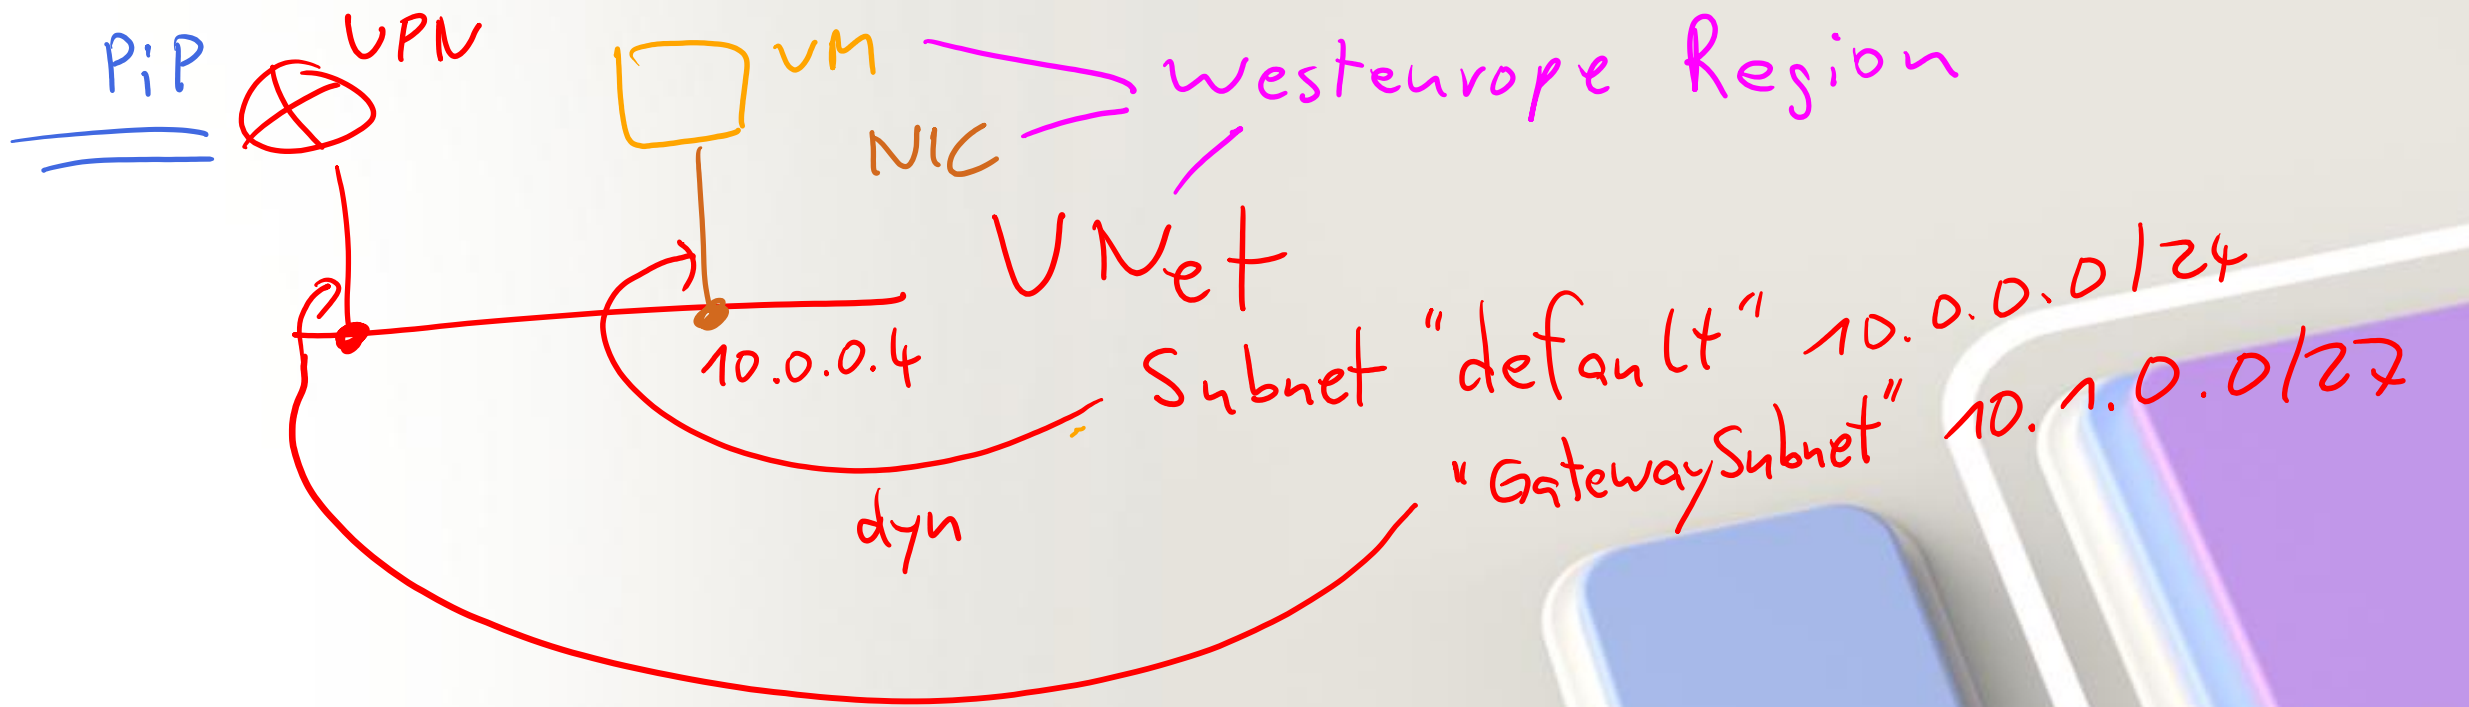 PiP
VPN
VM
Westeurope Region
NIC
VNet
10.0.0.4
Subnet "default" 10.0.0.0/24
"GatewaySubnet" 10.1.0.0/27
dyn